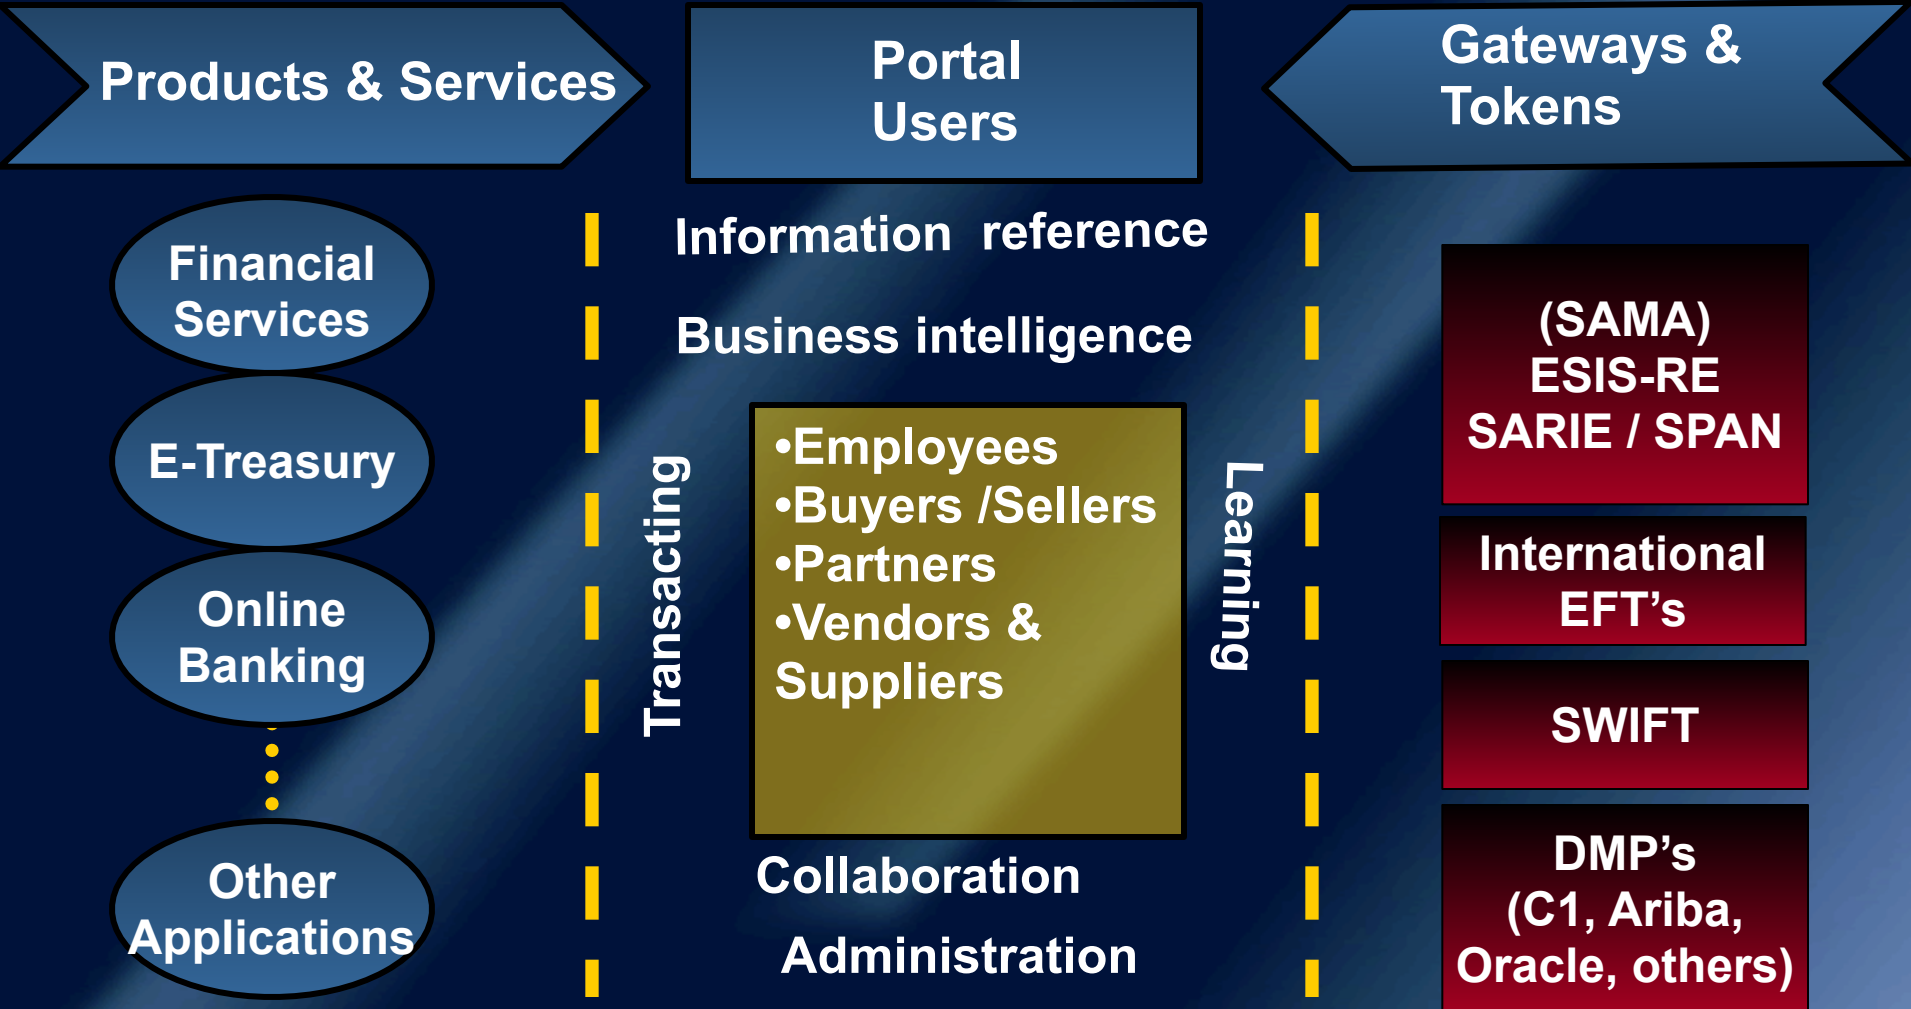 Products & Services
Portal
Users
Gateways &
Tokens
Financial
Services
E-Treasury
Online
Banking
Other
Applications
Information reference
Business intelligence
Transacting
•Employees
•Buyers /Sellers
•Partners
•Vendors &
Suppliers
Learning
Collaboration
Administration
(SAMA)
ESIS-RE
SARIE / SPAN
International
EFT’s
SWIFT
DMP’s
(C1, Ariba,
Oracle, others)